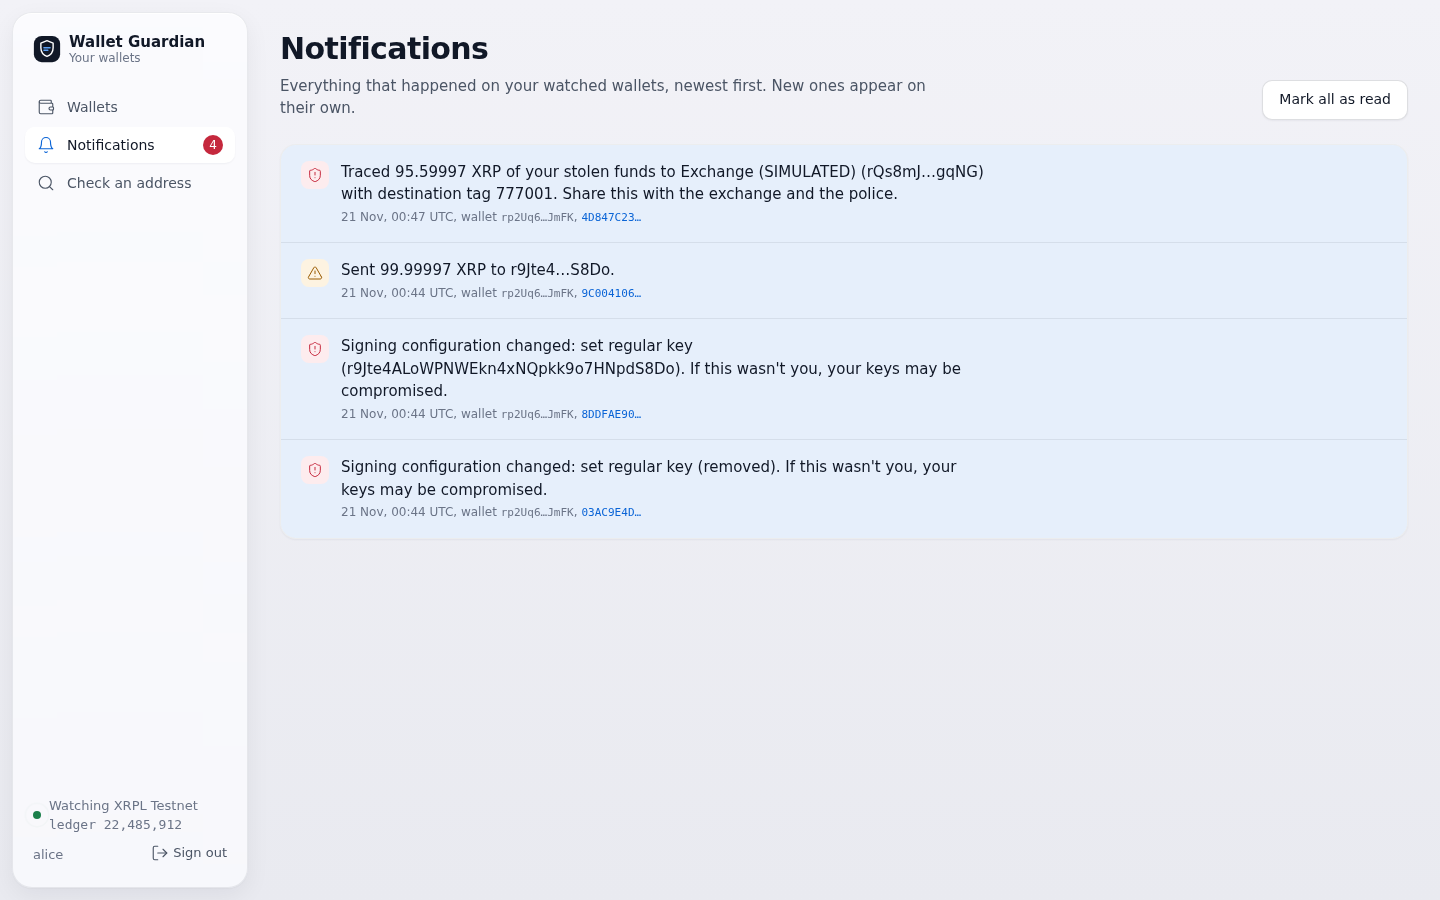 Wallet Guardian
Your wallets
Wallets
Notifications 4
Check an address
Watching XRPL Testnet
ledger 22,485,912
alice
Sign out
Notifications
Everything that happened on your watched wallets, newest first. New ones appear on
their own.
Mark all as read
Traced 95.59997 XRP of your stolen funds to Exchange (SIMULATED) (rQs8mJ…gqNG)
with destination tag 777001. Share this with the exchange and the police.
21 Nov, 00:47 UTC, wallet rp2Uq6…JmFK, 4D847C23…
Sent 99.99997 XRP to r9Jte4…S8Do.
21 Nov, 00:44 UTC, wallet rp2Uq6…JmFK, 9C004106…
Signing configuration changed: set regular key
(r9Jte4ALoWPNWEkn4xNQpkk9o7HNpdS8Do). If this wasn't you, your keys may be
compromised.
21 Nov, 00:44 UTC, wallet rp2Uq6…JmFK, 8DDFAE90…
Signing configuration changed: set regular key (removed). If this wasn't you, your
keys may be compromised.
21 Nov, 00:44 UTC, wallet rp2Uq6…JmFK, 03AC9E4D…